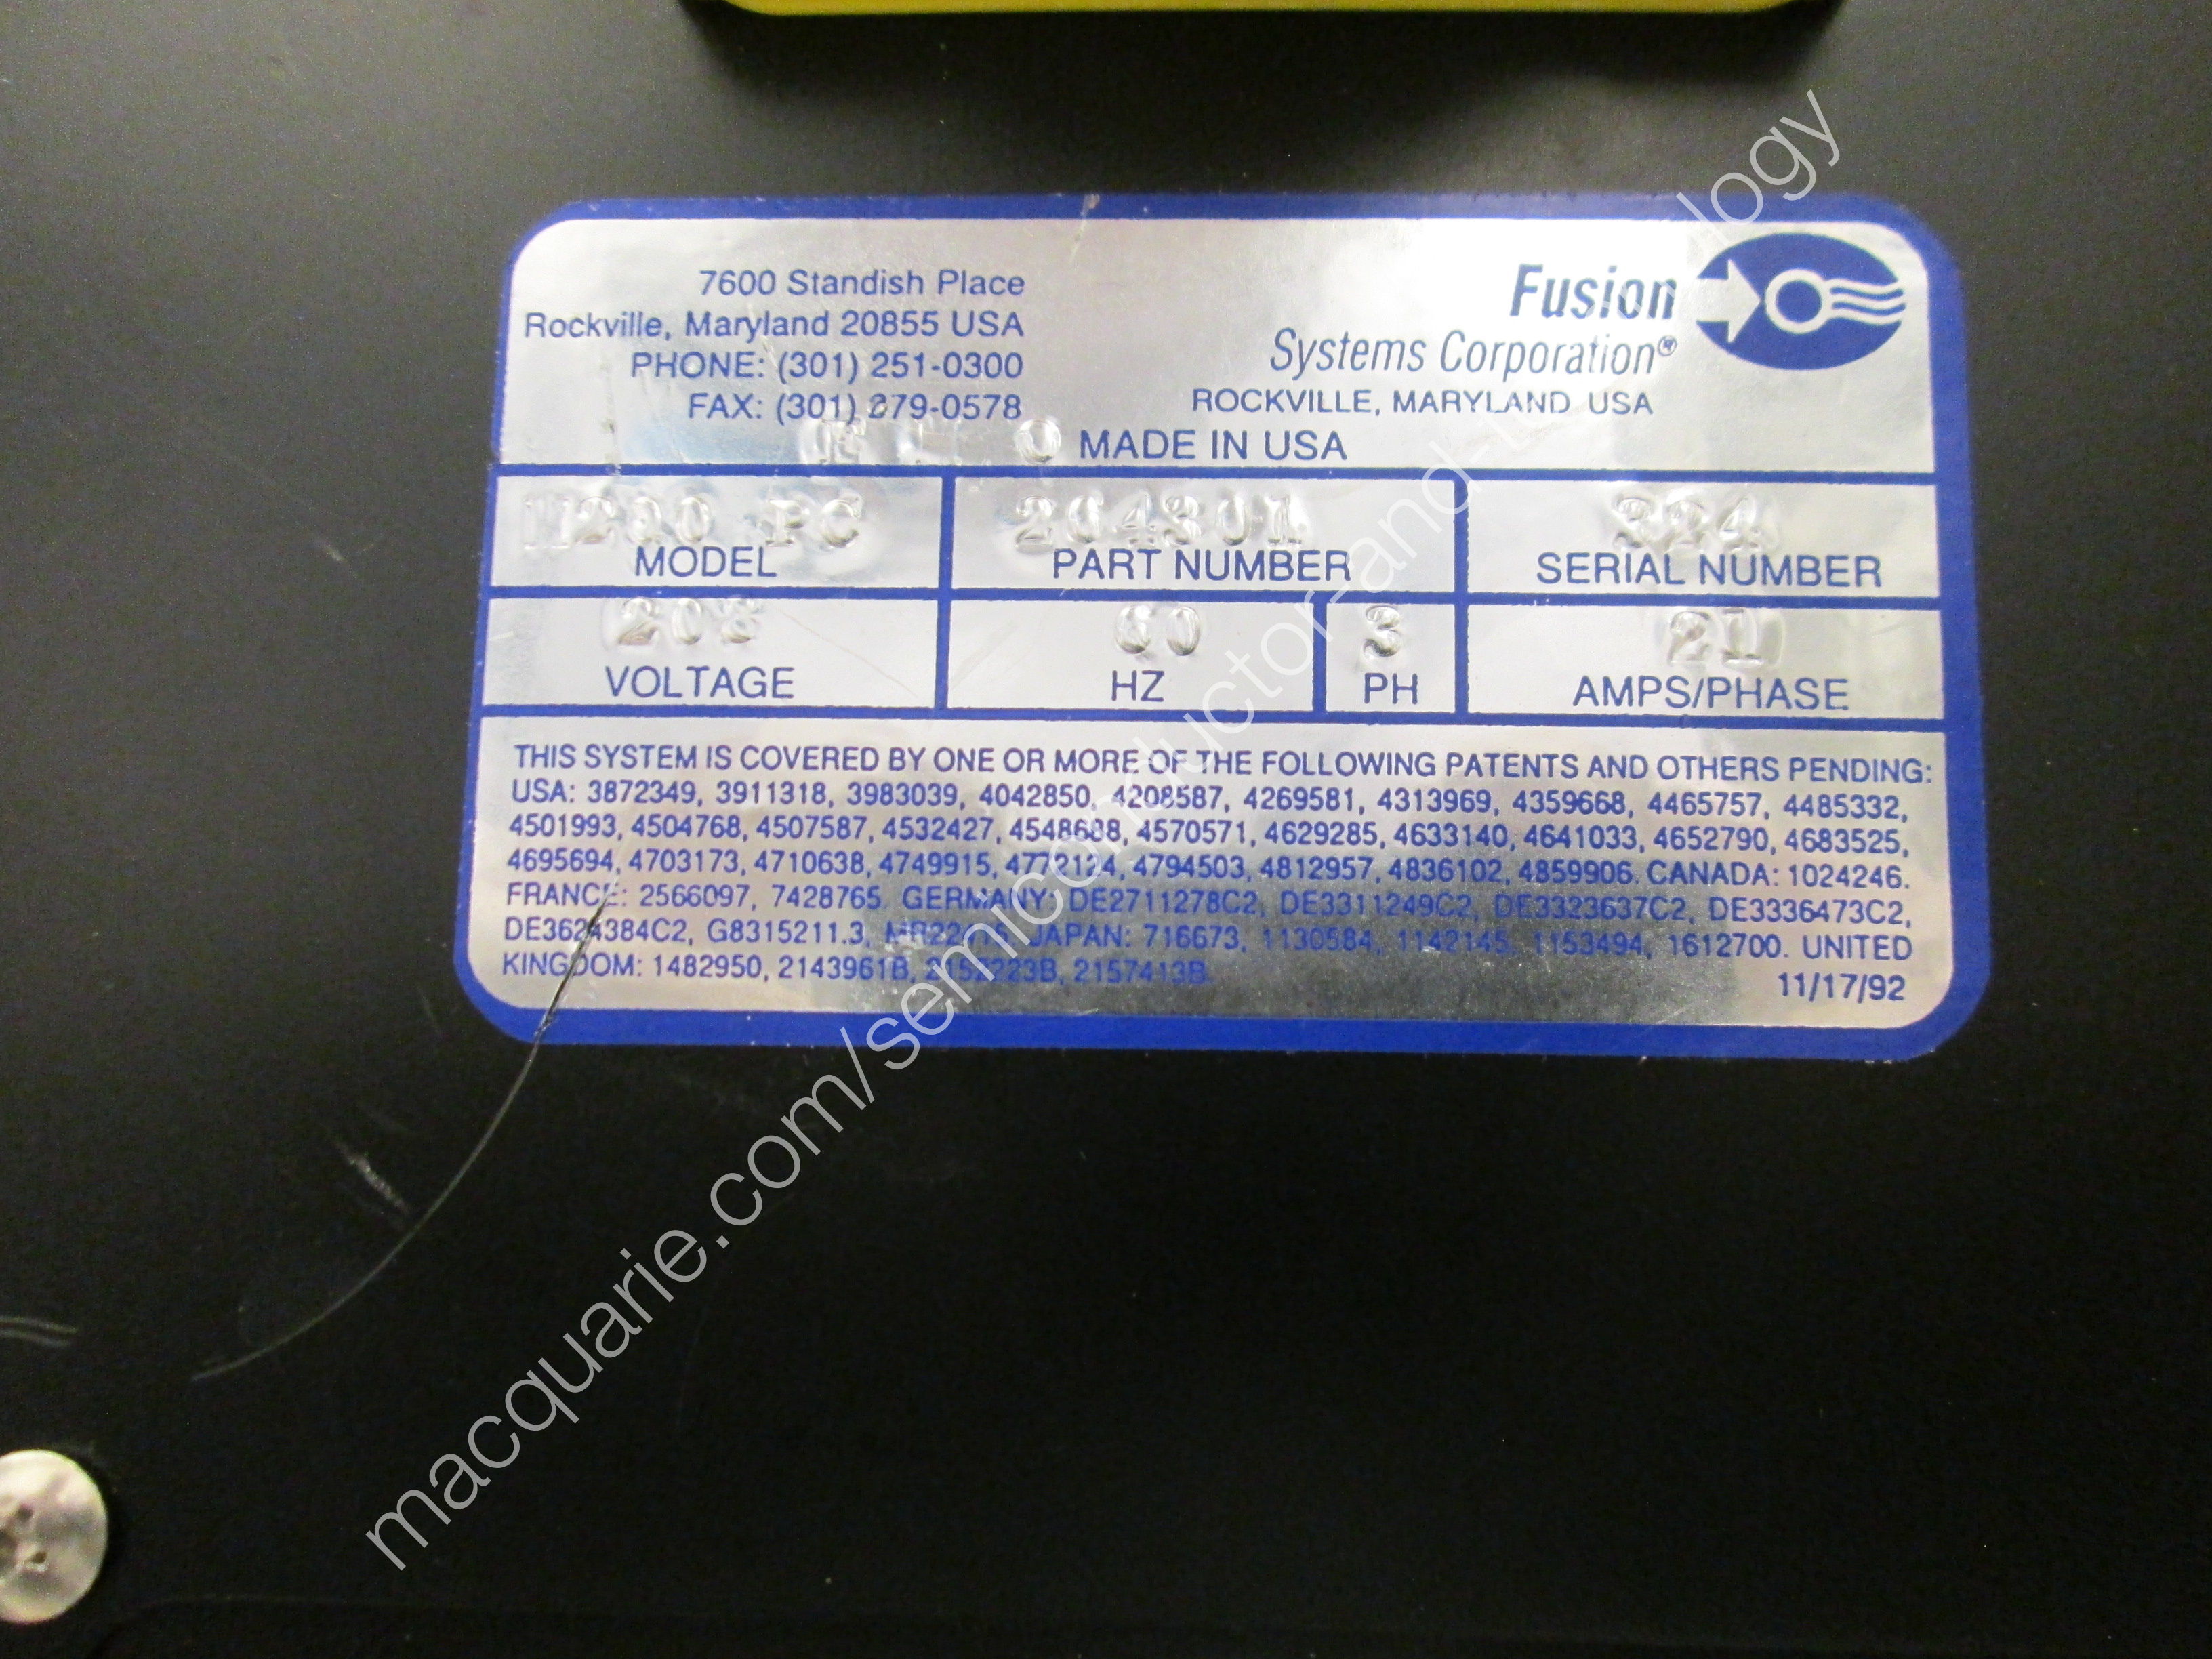 7600 Standish Place
Rockville, Maryland 20855 USA
PHONE: (301) 251-0300
FAX: (301) 279-0578
Fusion
Systems Corporation®
ROCKVILLE, MARYLAND USA
MADE IN USA
M200 PC 204301 324
MODEL PART NUMBER SERIAL NUMBER
208 60 3 21
VOLTAGE HZ PH AMPS/PHASE
THIS SYSTEM IS COVERED BY ONE OR MORE OF THE FOLLOWING PATENTS AND OTHERS PENDING:
USA: 3872349, 3911318, 3983039, 4042850, 4208587, 4269581, 4313969, 4359668, 4465757, 4485332,
4501993, 4504768, 4507587, 4532427, 4548688, 4570571, 4629285, 4633140, 4641033, 4652790, 4683525,
4695694, 4703173, 4710638, 4749915, 4772124, 4794503, 4812957, 4836102, 4859906. CANADA: 1024246.
FRANCE: 2566097, 7428765. GERMANY: DE2711278C2, DE3311249C2, DE3323637C2, DE3336473C2,
DE3624384C2, G8315211.3, JAPAN: 716673, 1130584, 1142145, 1153494, 1612700. UNITED
KINGDOM: 1482950, 2143961B, 2152223B, 2157413B.
11/17/92
macquarie.com/semiconductor-and-technology